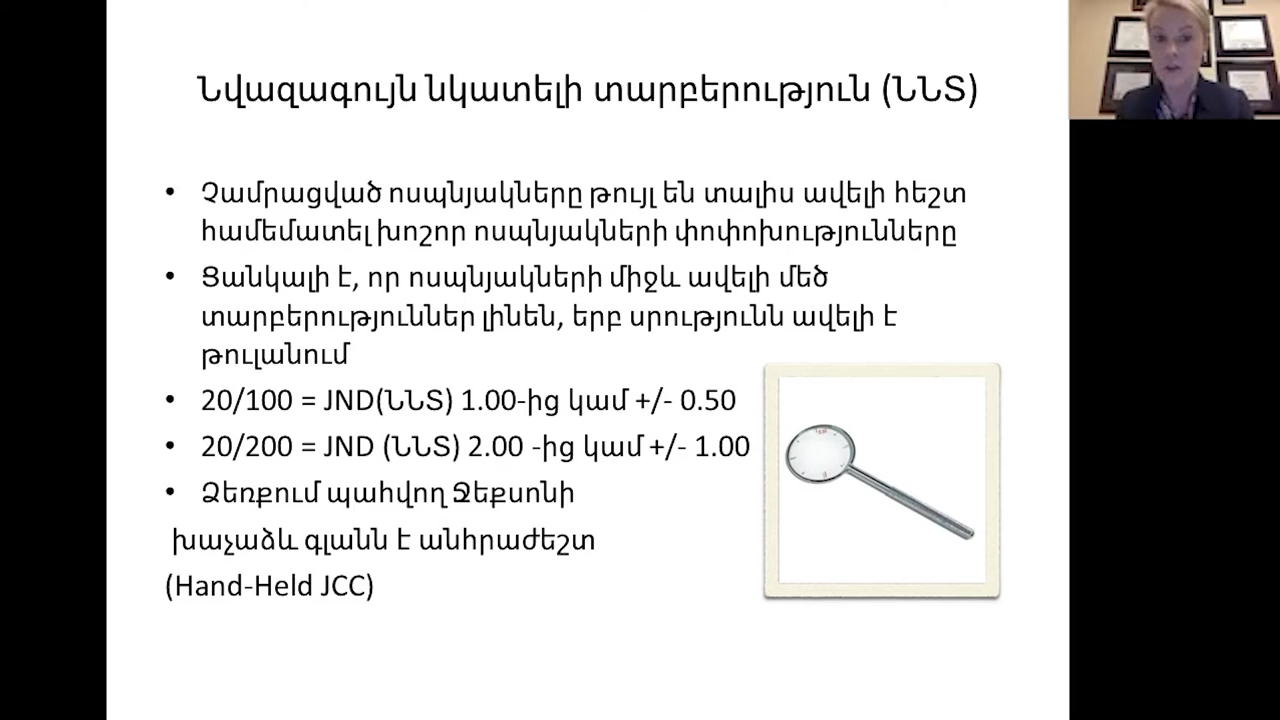 Նվազագույն նկատելի տարբերություն (ՆՆՏ)
• Չամրացված ոսպնյակները թույլ են տալիս ավելի հեշտ
համեմատել խոշոր ոսպնյակների փոփոխությունները
• Ցանկալի է, որ ոսպնյակների միջև ավելի մեծ
տարբերություններ լինեն, երբ սրությունն ավելի է
թուլանում
• 20/100 = JND(ՆՆՏ) 1.00-ից կամ +/- 0.50
• 20/200 = JND (ՆՆՏ) 2.00 -ից կամ +/- 1.00
• Ձեռքում պահվող Ջեքսոնի
խաչաձև գլանն է անհրաժեշտ
(Hand-Held JCC)